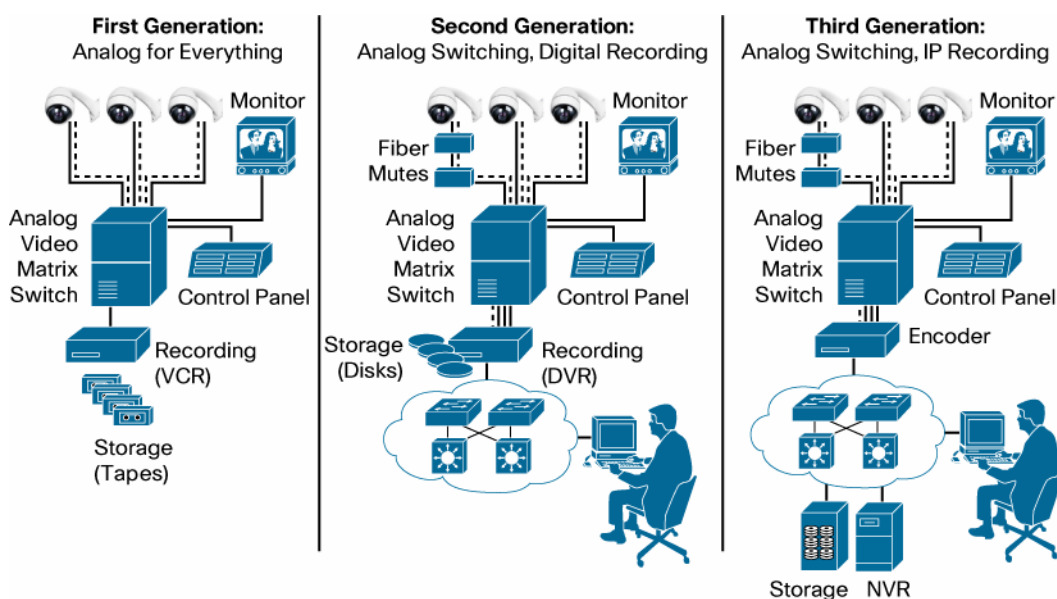 First Generation:
Analog for Everything
Monitor
Analog
Video
Matrix
Switch
Control Panel
Recording
(VCR)
Storage
(Tapes)
Second Generation:
Analog Switching, Digital Recording
Monitor
Fiber
Mutes
Analog
Video
Matrix
Switch
Control Panel
Storage
(Disks)
Recording
(DVR)
Third Generation:
Analog Switching, IP Recording
Monitor
Fiber
Mutes
Analog
Video
Matrix
Switch
Control Panel
Encoder
Storage
NVR